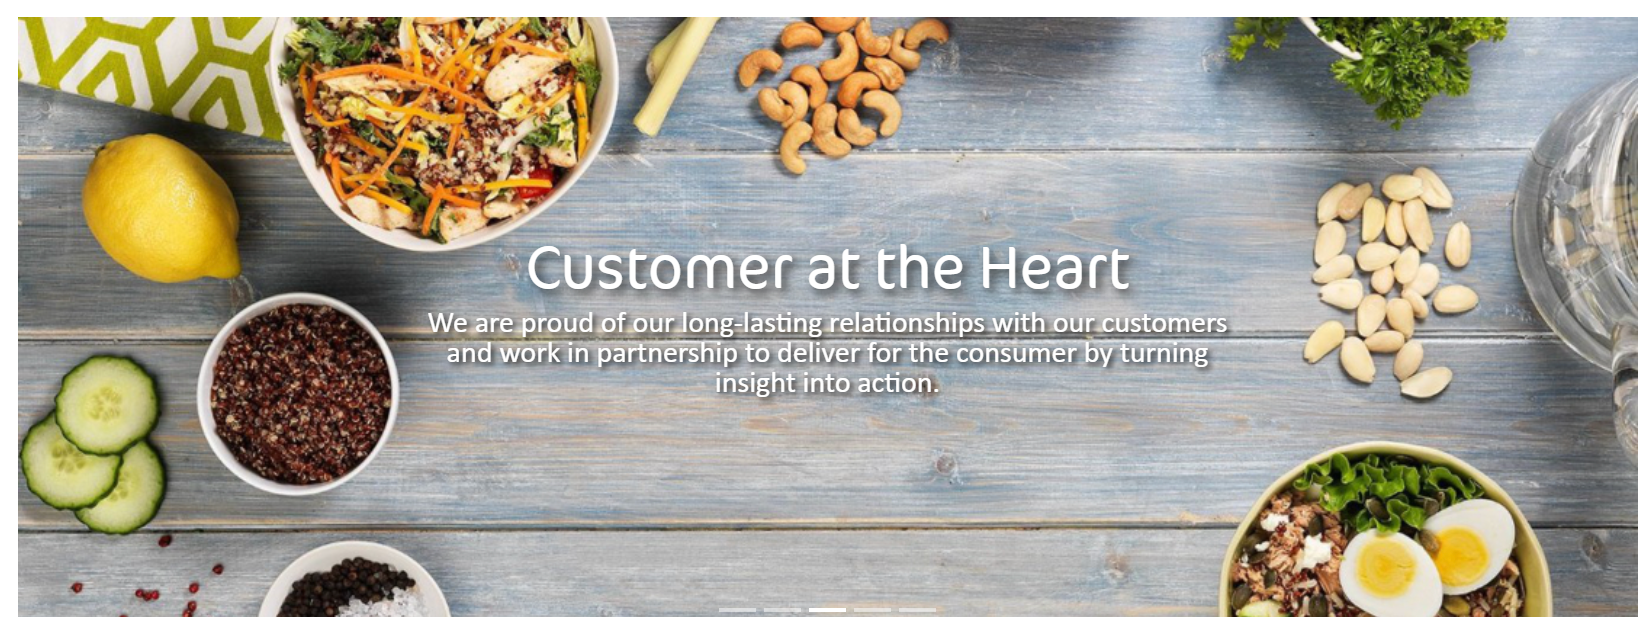 Customer at the Heart
We are proud of our long-lasting relationships with our customers
and work in partnership to deliver for the consumer by turning
insight into action.